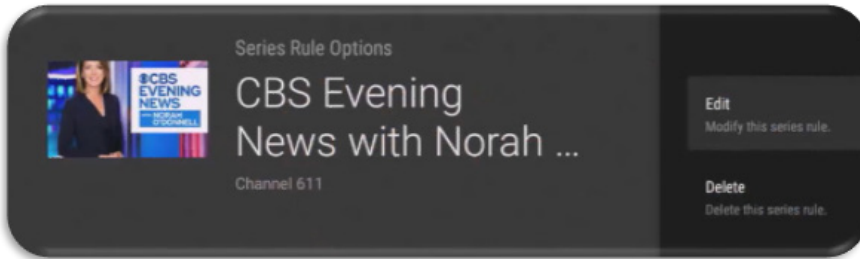 Series Rule Options
CBS Evening
News with Norah ...
Channel 611
CBS
EVENING
NEWS
WITH NORAH
O'DONNELL
Edit
Modify this series rule.
Delete
Delete this series rule.